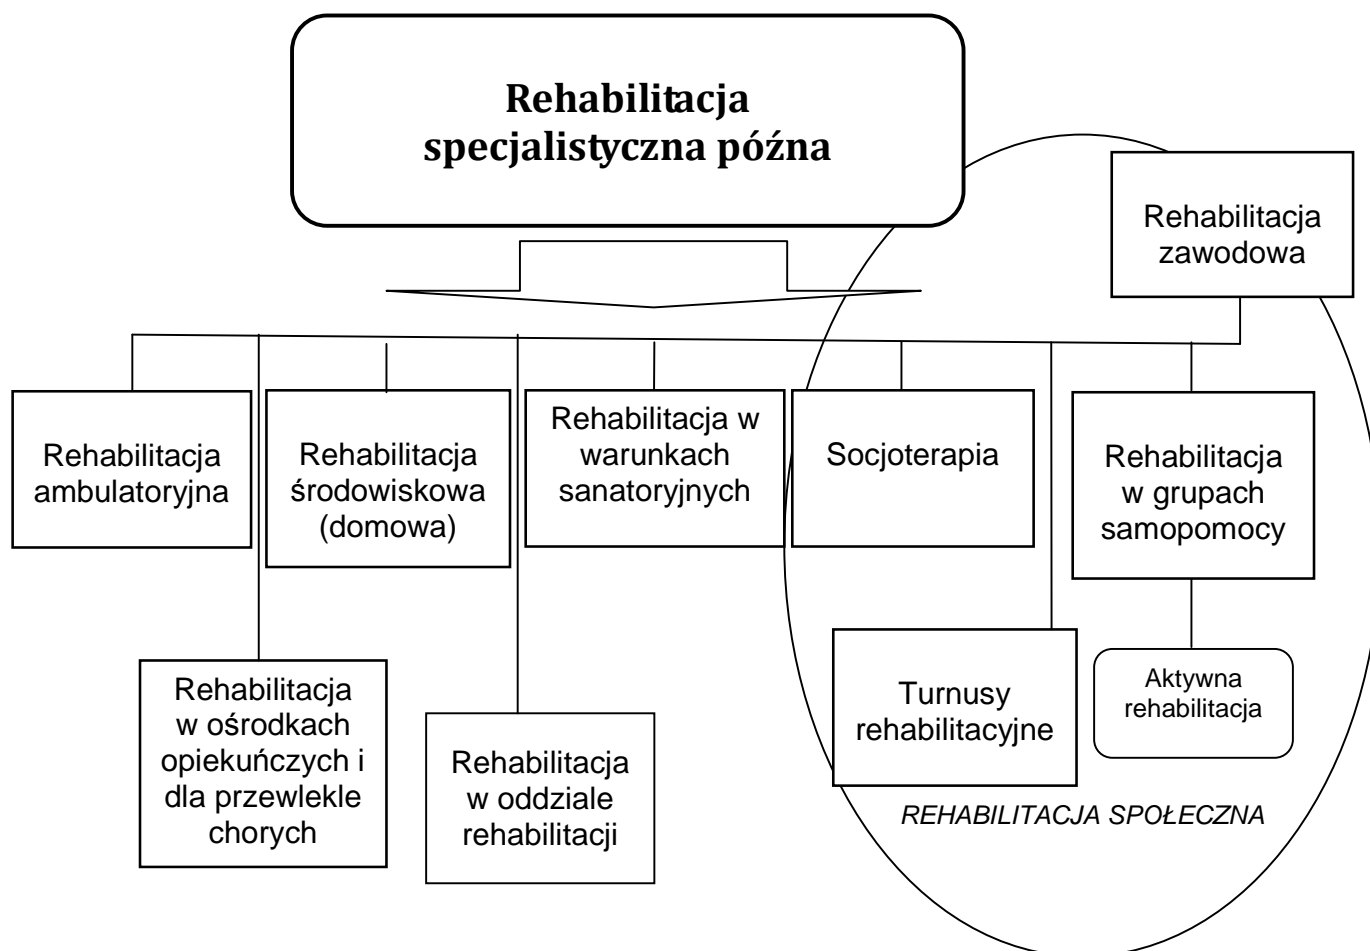 Rehabilitacja
specjalistyczna późna
Rehabilitacja
zawodowa
Rehabilitacja
ambulatoryjna
Rehabilitacja
środowiskowa
(domowa)
Rehabilitacja w
warunkach
sanatoryjnych
Socjoterapia
Rehabilitacja
w grupach
samopomocy
Rehabilitacja
w ośrodkach
opiekuńczych i
dla przewlekle
chorych
Rehabilitacja
w oddziale
rehabilitacji
Turnusy
rehabilitacyjne
Aktywna
rehabilitacja
REHABILITACJA SPOŁECZNA